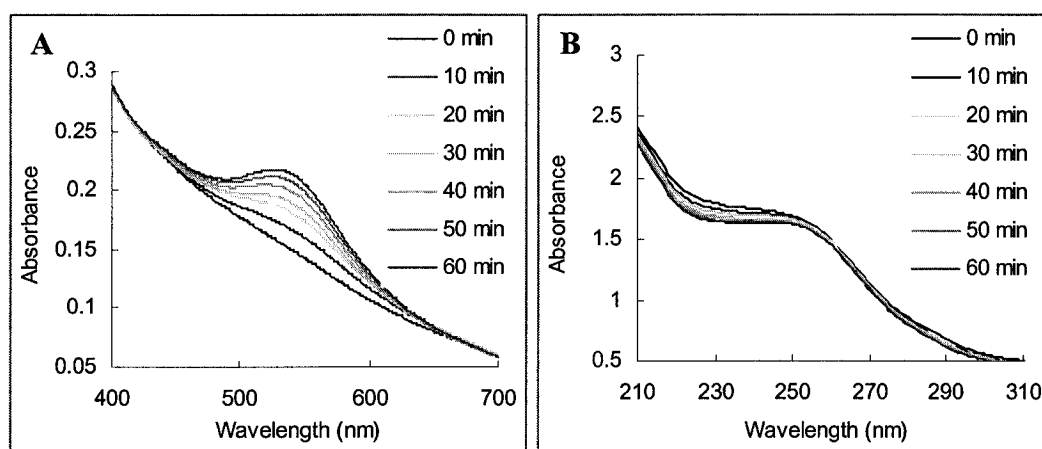 A
0 min
10 min
20 min
30 min
40 min
50 min
60 min
0.3
0.25
0.2
0.15
0.1
0.05
Absorbance
400 500 600 700
Wavelength (nm)
B
0 min
10 min
20 min
30 min
40 min
50 min
60 min
3
2.5
2
1.5
1
0.5
Absorbance
210 230 250 270 290 310
Wavelength (nm)